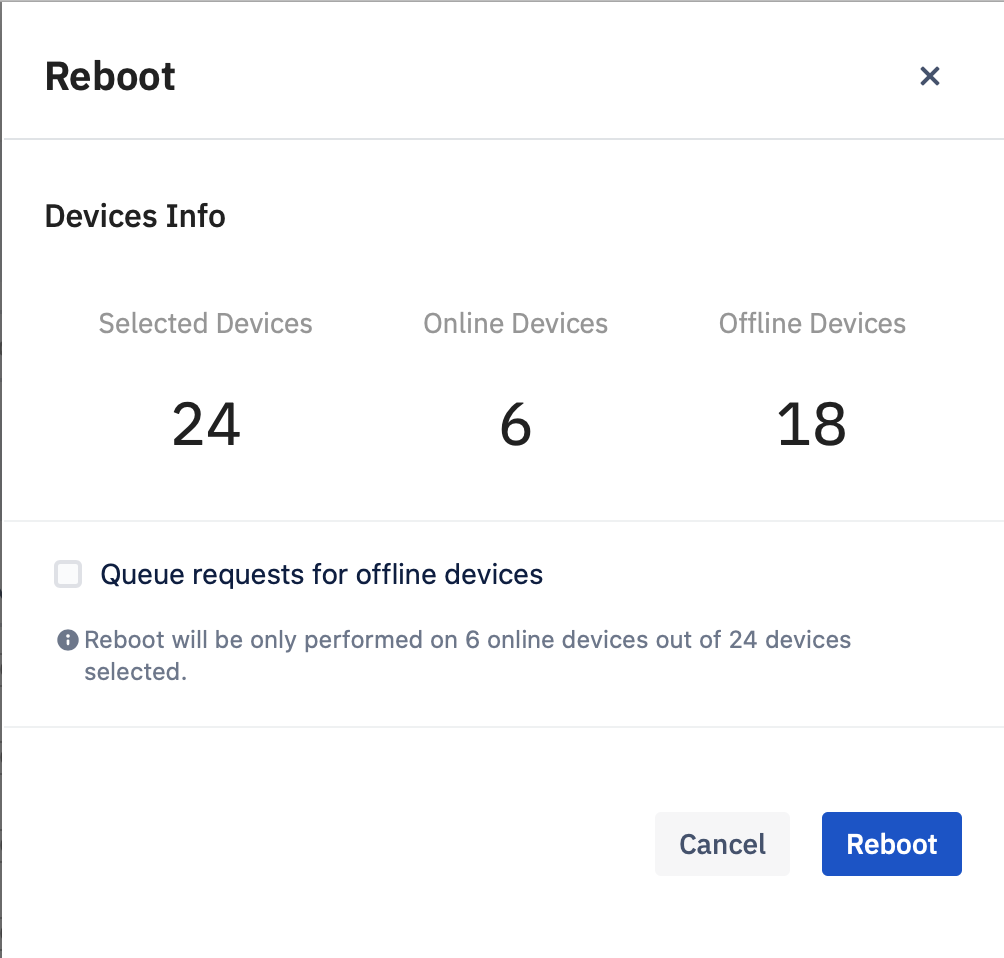 Reboot
Devices Info
Selected Devices
Online Devices
Offline Devices
24
6
18
Queue requests for offline devices
Reboot will be only performed on 6 online devices out of 24 devices
selected.
Cancel
Reboot